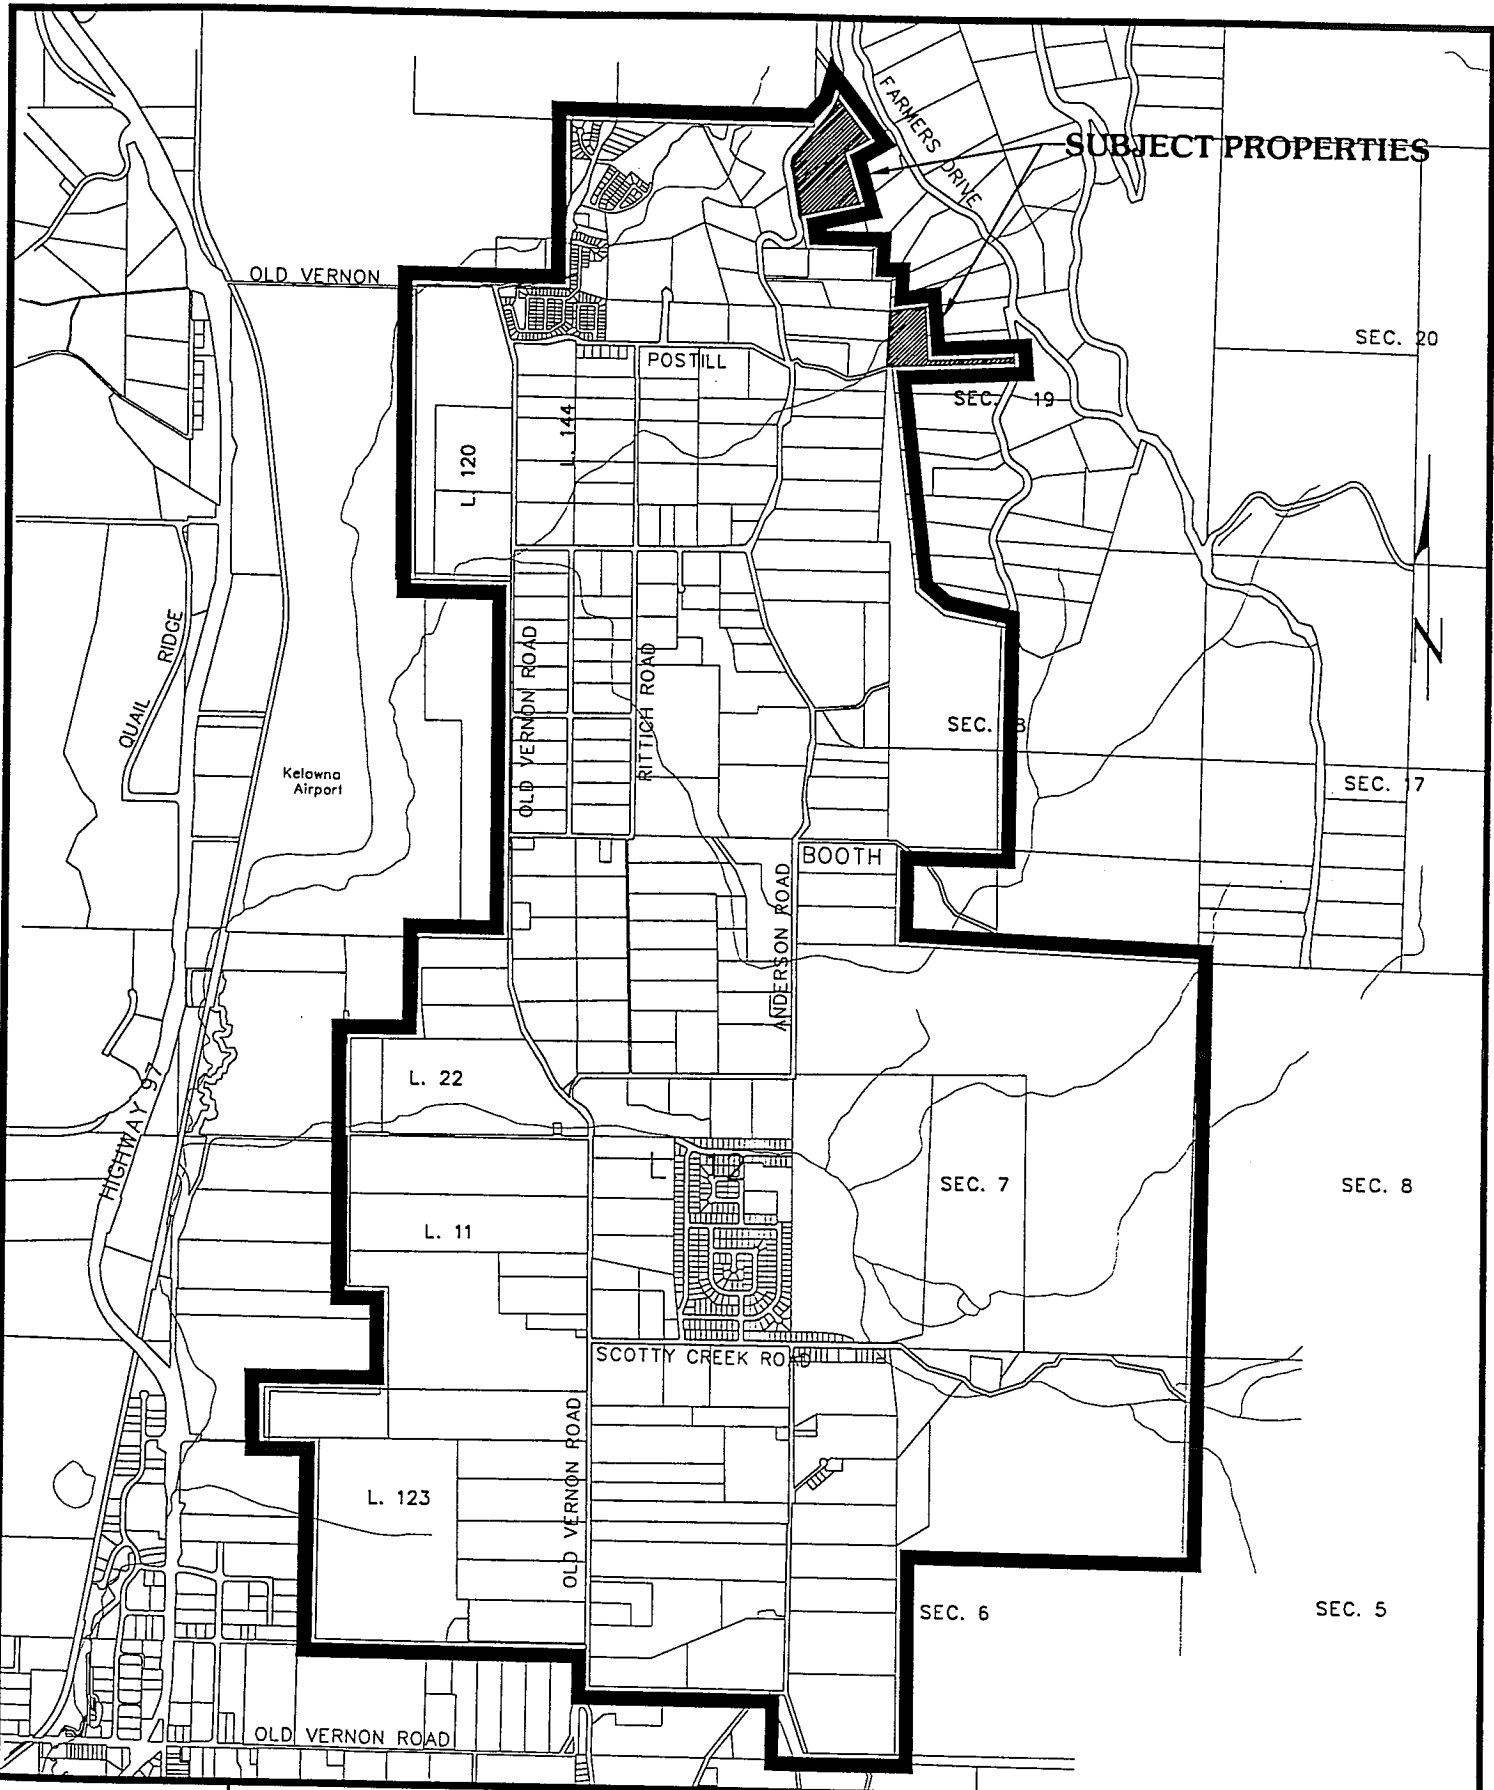 FARMERS DRIVE
SUBJECT PROPERTIES
OLD VERNON
SEC. 20
POSTILL
SEC. 19
L. 144
L. 120
N
QUAIL RIDGE
OLD VERNON ROAD
RITTICH ROAD
SEC. 8
Kelowna
Airport
SEC. 17
BOOTH
ANDERSON ROAD
HIGHWAY 97
L. 22
SEC. 7
SEC. 8
L. 11
SCOTTY CREEK ROAD
OLD VERNON ROAD
L. 123
SEC. 6
SEC. 5
OLD VERNON ROAD